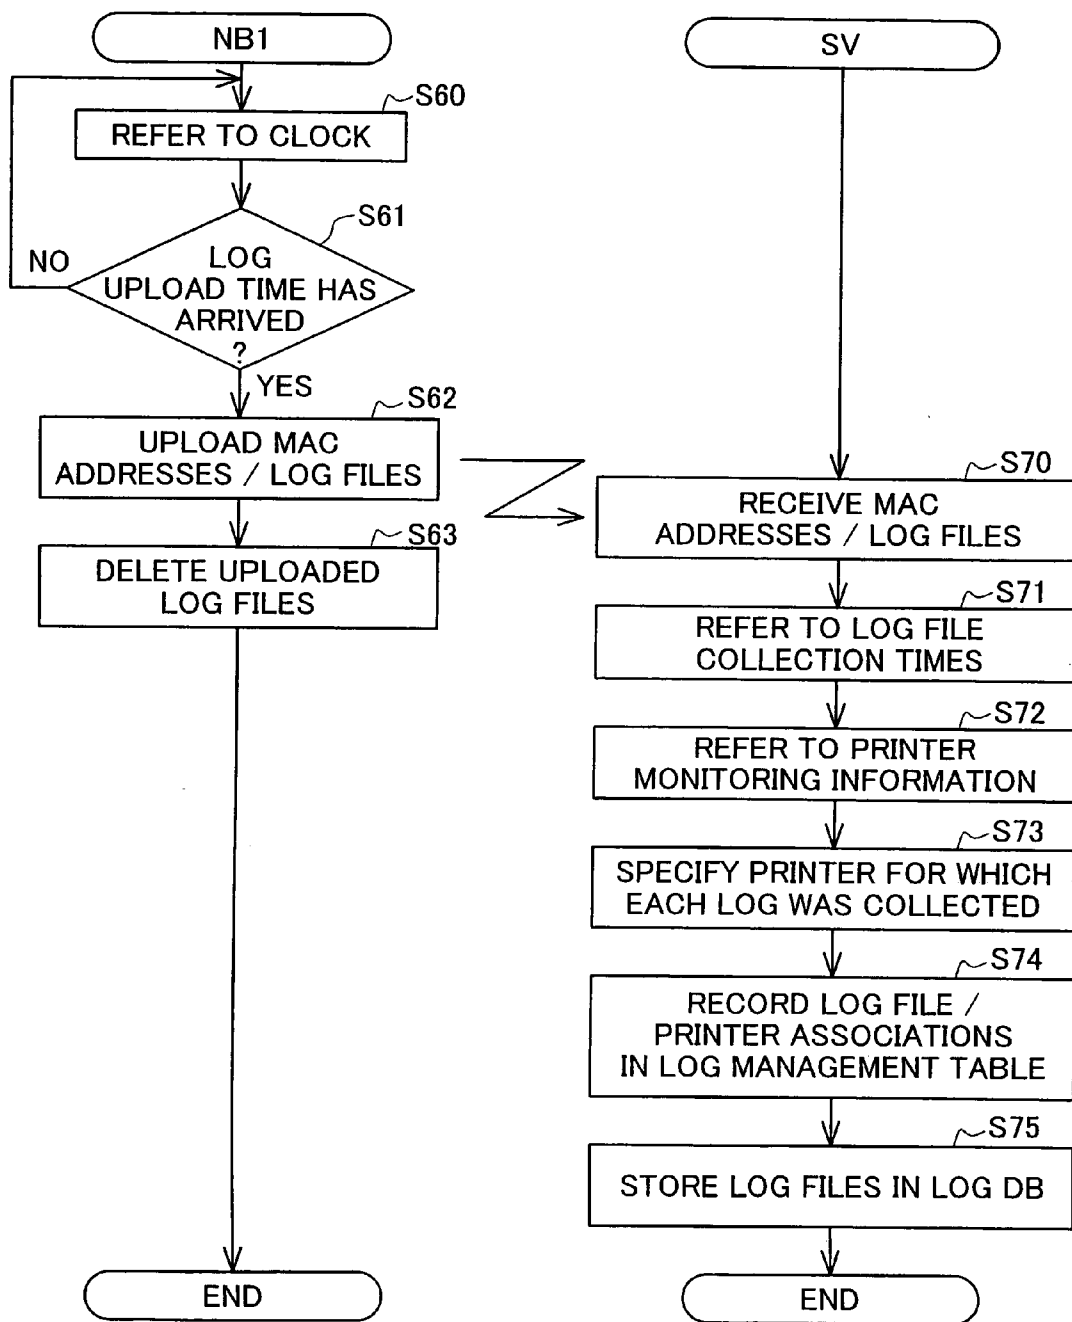 NB1
S60
REFER TO CLOCK
S61
NO
LOG
UPLOAD TIME HAS
ARRIVED
?
YES
S62
UPLOAD MAC
ADDRESSES / LOG FILES
S63
DELETE UPLOADED
LOG FILES
END
SV
S70
RECEIVE MAC
ADDRESSES / LOG FILES
S71
REFER TO LOG FILE
COLLECTION TIMES
S72
REFER TO PRINTER
MONITORING INFORMATION
S73
SPECIFY PRINTER FOR WHICH
EACH LOG WAS COLLECTED
S74
RECORD LOG FILE /
PRINTER ASSOCIATIONS
IN LOG MANAGEMENT TABLE
S75
STORE LOG FILES IN LOG DB
END